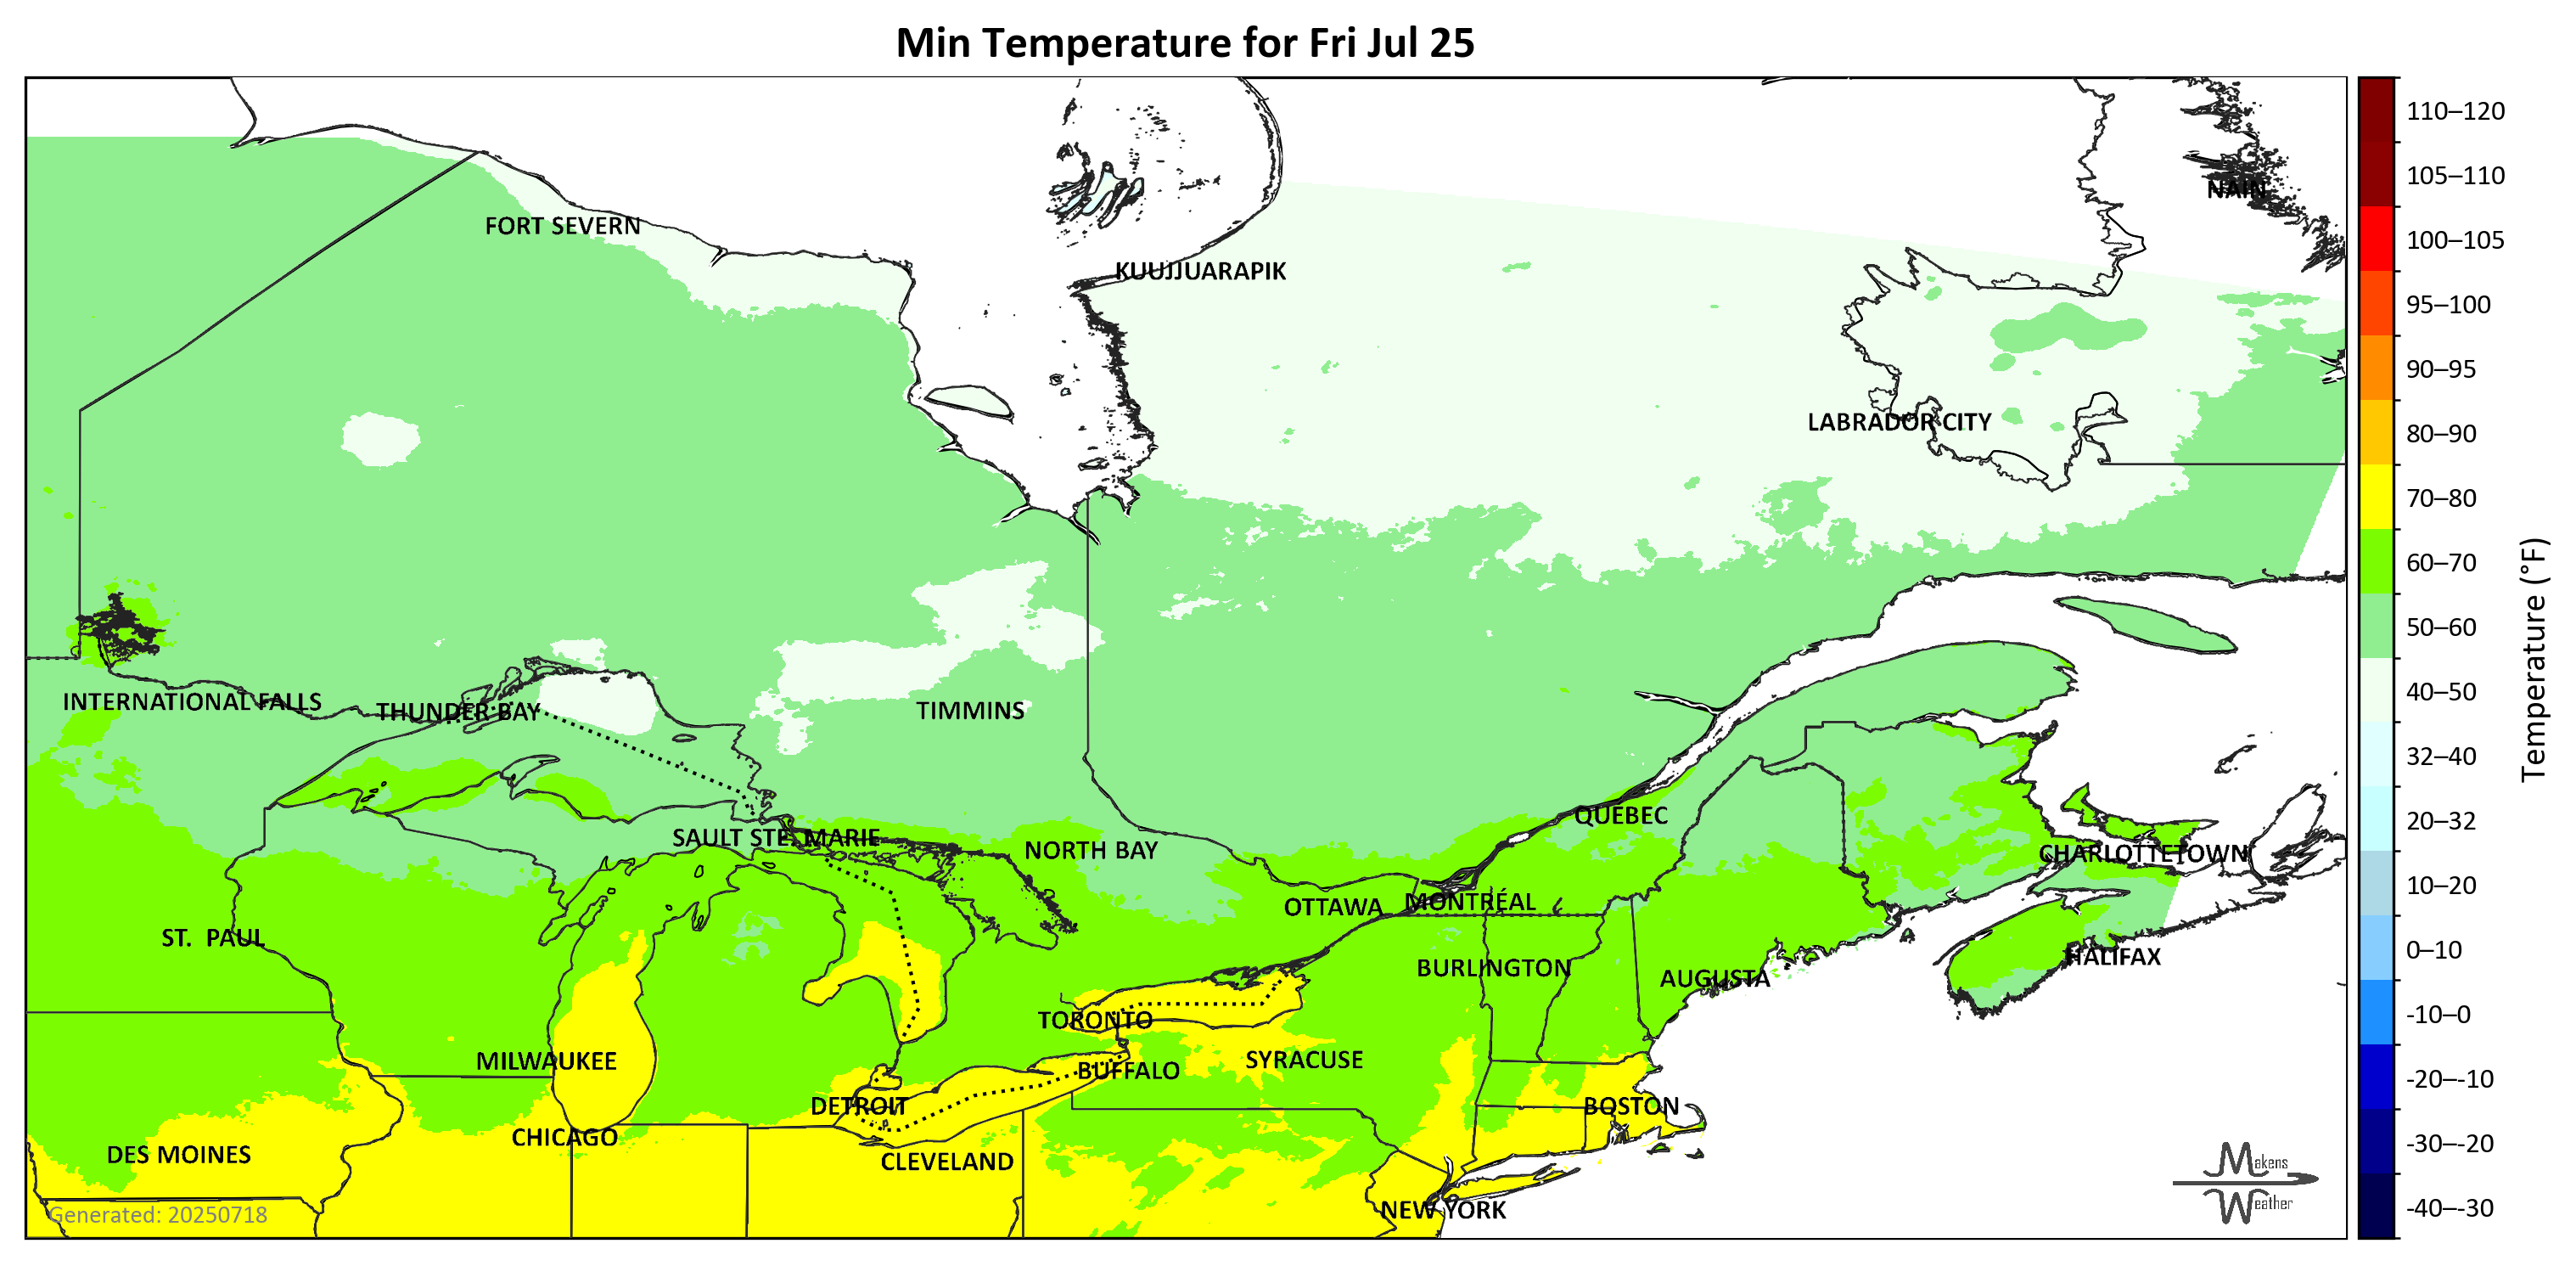 Min Temperature for Fri Jul 25
NAIN
FORT SEVERN
KUUJJUARAPIK
LABRADOR CITY
INTERNATIONAL FALLS
THUNDER BAY
TIMMINS
QUÉBEC
SAULT STE. MARIE
NORTH BAY
CHARLOTTETOWN
OTTAWA
MONTRÉAL
ST. PAUL
HALIFAX
BURLINGTON
AUGUSTA
TORONTO
MILWAUKEE
SYRACUSE
BUFFALO
DETROIT
BOSTON
CHICAGO
DES MOINES
CLEVELAND
NEW YORK
Generated: 20250718
Makens
Weather
110–120
105–110
100–105
95–100
90–95
80–90
70–80
60–70
50–60
40–50
32–40
20–32
10–20
0–10
-10–0
-20–-10
-30–-20
-40–-30
Temperature (°F)